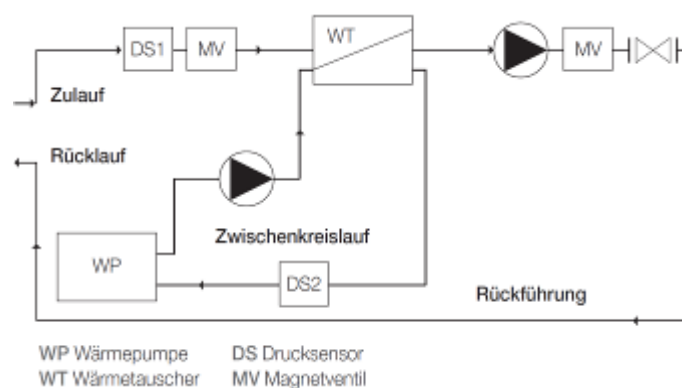 DS1 MV WT MV
Zulauf
Rücklauf
Zwischenkreislauf
WP DS2
Rückführung
WP Wärmepumpe DS Drucksensor
WT Wärmetauscher MV Magnetventil